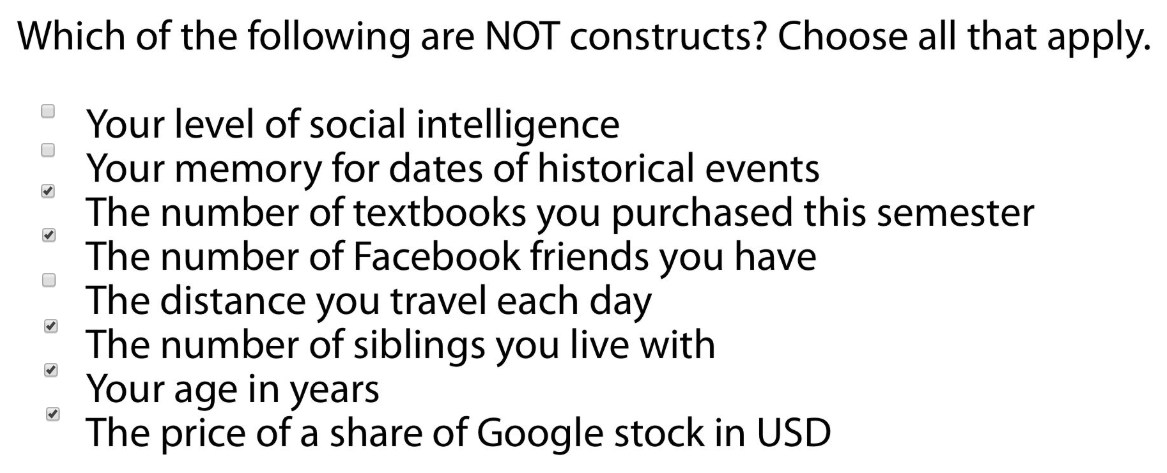 Which of the following are NOT constructs? Choose all that apply.
Your level of social intelligence
Your memory for dates of historical events
The number of textbooks you purchased this semester
The number of Facebook friends you have
The distance you travel each day
The number of siblings you live with
Your age in years
The price of a share of Google stock in USD